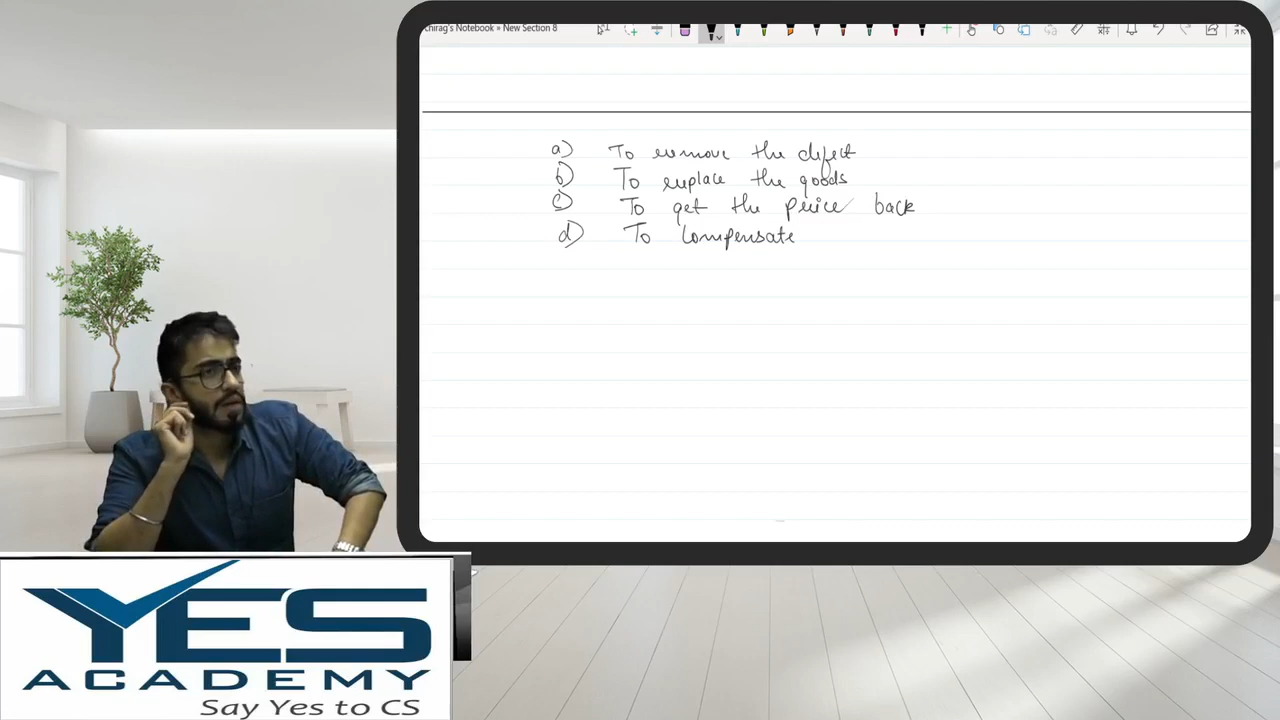 chirag's Notebook » New Section 8
a) To remove the defect
b) To replace the goods
c) To get the price back
d) To compensate
YES
ACADEMY
Say Yes to CS